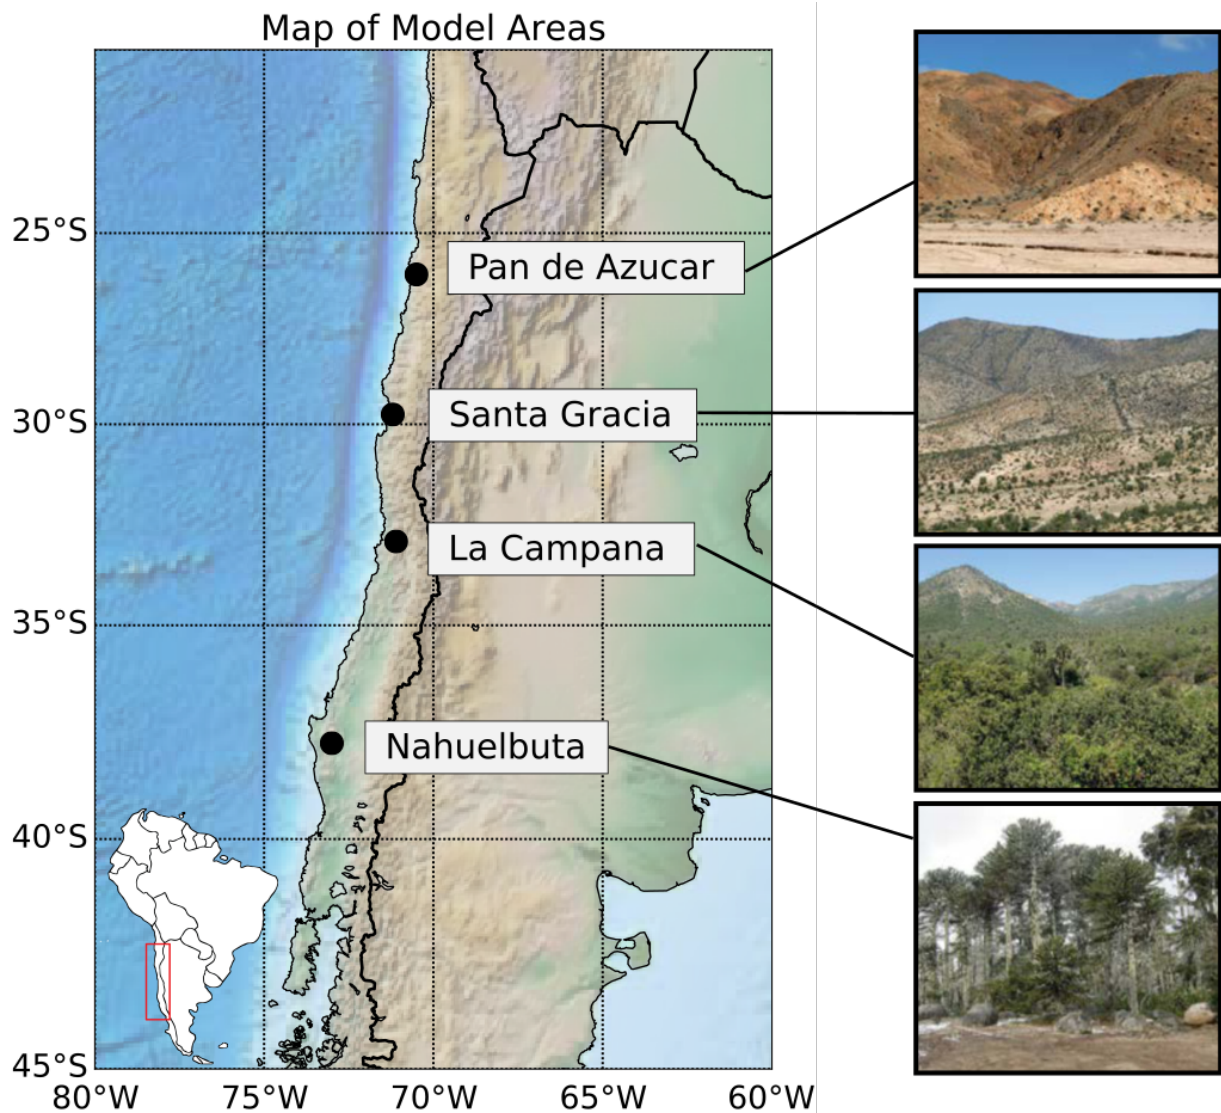 Map of Model Areas
25°S
Pan de Azucar
Santa Gracia
30°S
La Campana
35°S
Nahuelbuta
40°S
45°S
80°W 75°W 70°W 65°W 60°W